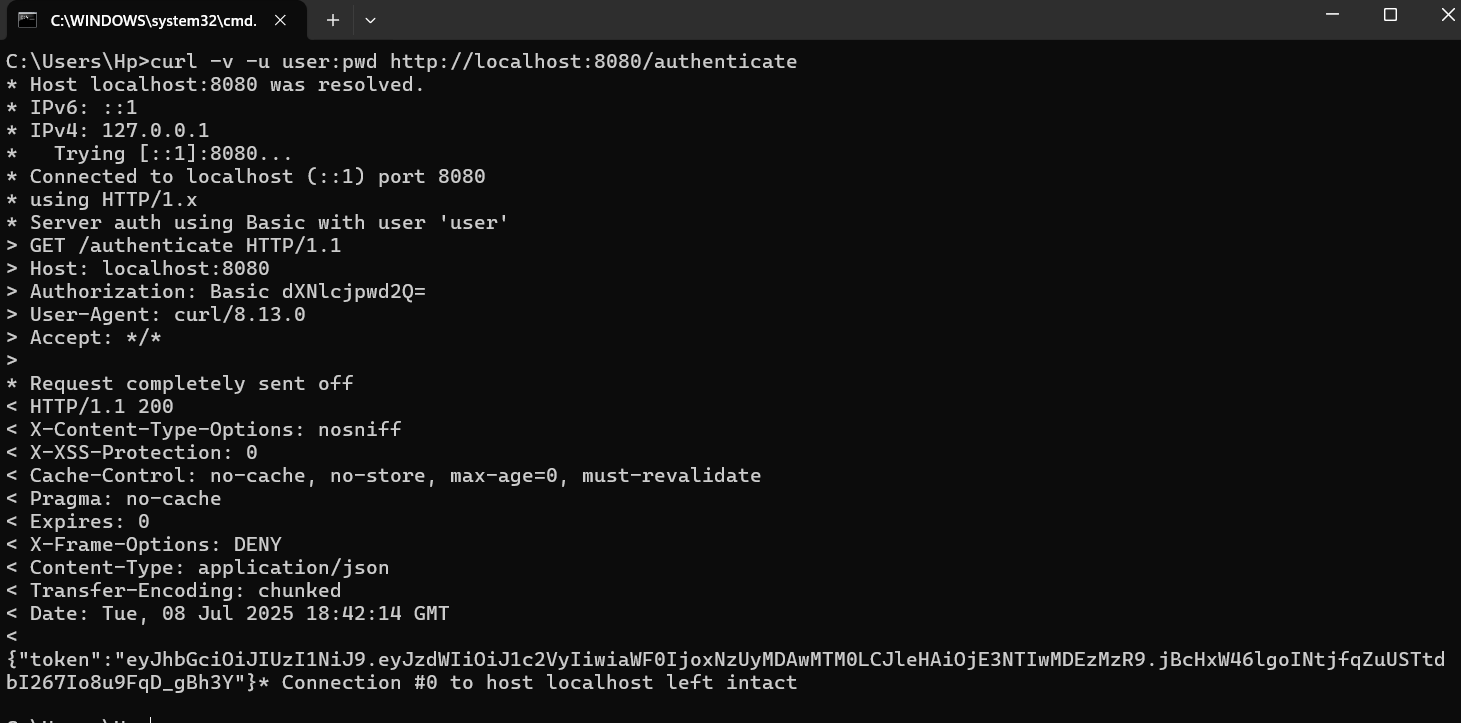 C:\WINDOWS\system32\cmd.
C:\Users\Hp>curl -v -u user:pwd http://localhost:8080/authenticate
* Host localhost:8080 was resolved.
* IPv6: ::1
* IPv4: 127.0.0.1
*   Trying [::1]:8080...
* Connected to localhost (::1) port 8080
* using HTTP/1.x
* Server auth using Basic with user 'user'
> GET /authenticate HTTP/1.1
> Host: localhost:8080
> Authorization: Basic dXNlcjpwd2Q=
> User-Agent: curl/8.13.0
> Accept: */*
>
* Request completely sent off
< HTTP/1.1 200
< X-Content-Type-Options: nosniff
< X-XSS-Protection: 0
< Cache-Control: no-cache, no-store, max-age=0, must-revalidate
< Pragma: no-cache
< Expires: 0
< X-Frame-Options: DENY
< Content-Type: application/json
< Transfer-Encoding: chunked
< Date: Tue, 08 Jul 2025 18:42:14 GMT
<
{"token":"eyJhbGciOiJIUzI1NiJ9.eyJzdWIiOiJ1c2VyIiwiaWF0IjoxNzUyMDAwMTM0LCJleHAiOjE3NTIwMDEzMzR9.jBcHxW46lgoINtjfqZuUSTtd
bI267Io8u9FqD_gBh3Y"}* Connection #0 to host localhost left intact